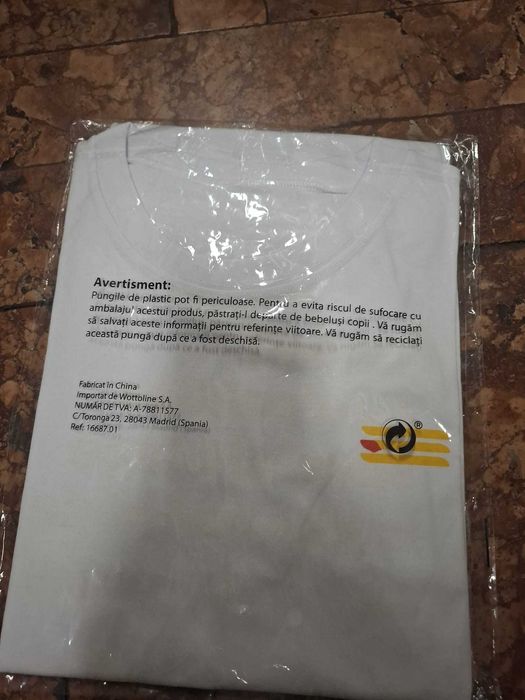 Avertisment:
Pungile de plastic pot fi periculoase. Pentru a evita riscul de sufocare cu
ambalajul acestui produs, păstrați-l departe de bebeluși copii . Vă rugăm
să salvați aceste informații pentru referințe viitoare. Vă rugăm să reciclați
această pungă după ce a fost deschisă.
Fabricat în China
Importat de Wottoline S.A.
NUMĂR DE TVA: A-78811577
C/Toronga 23, 28043 Madrid (Spania)
Ref: 16687.01
®